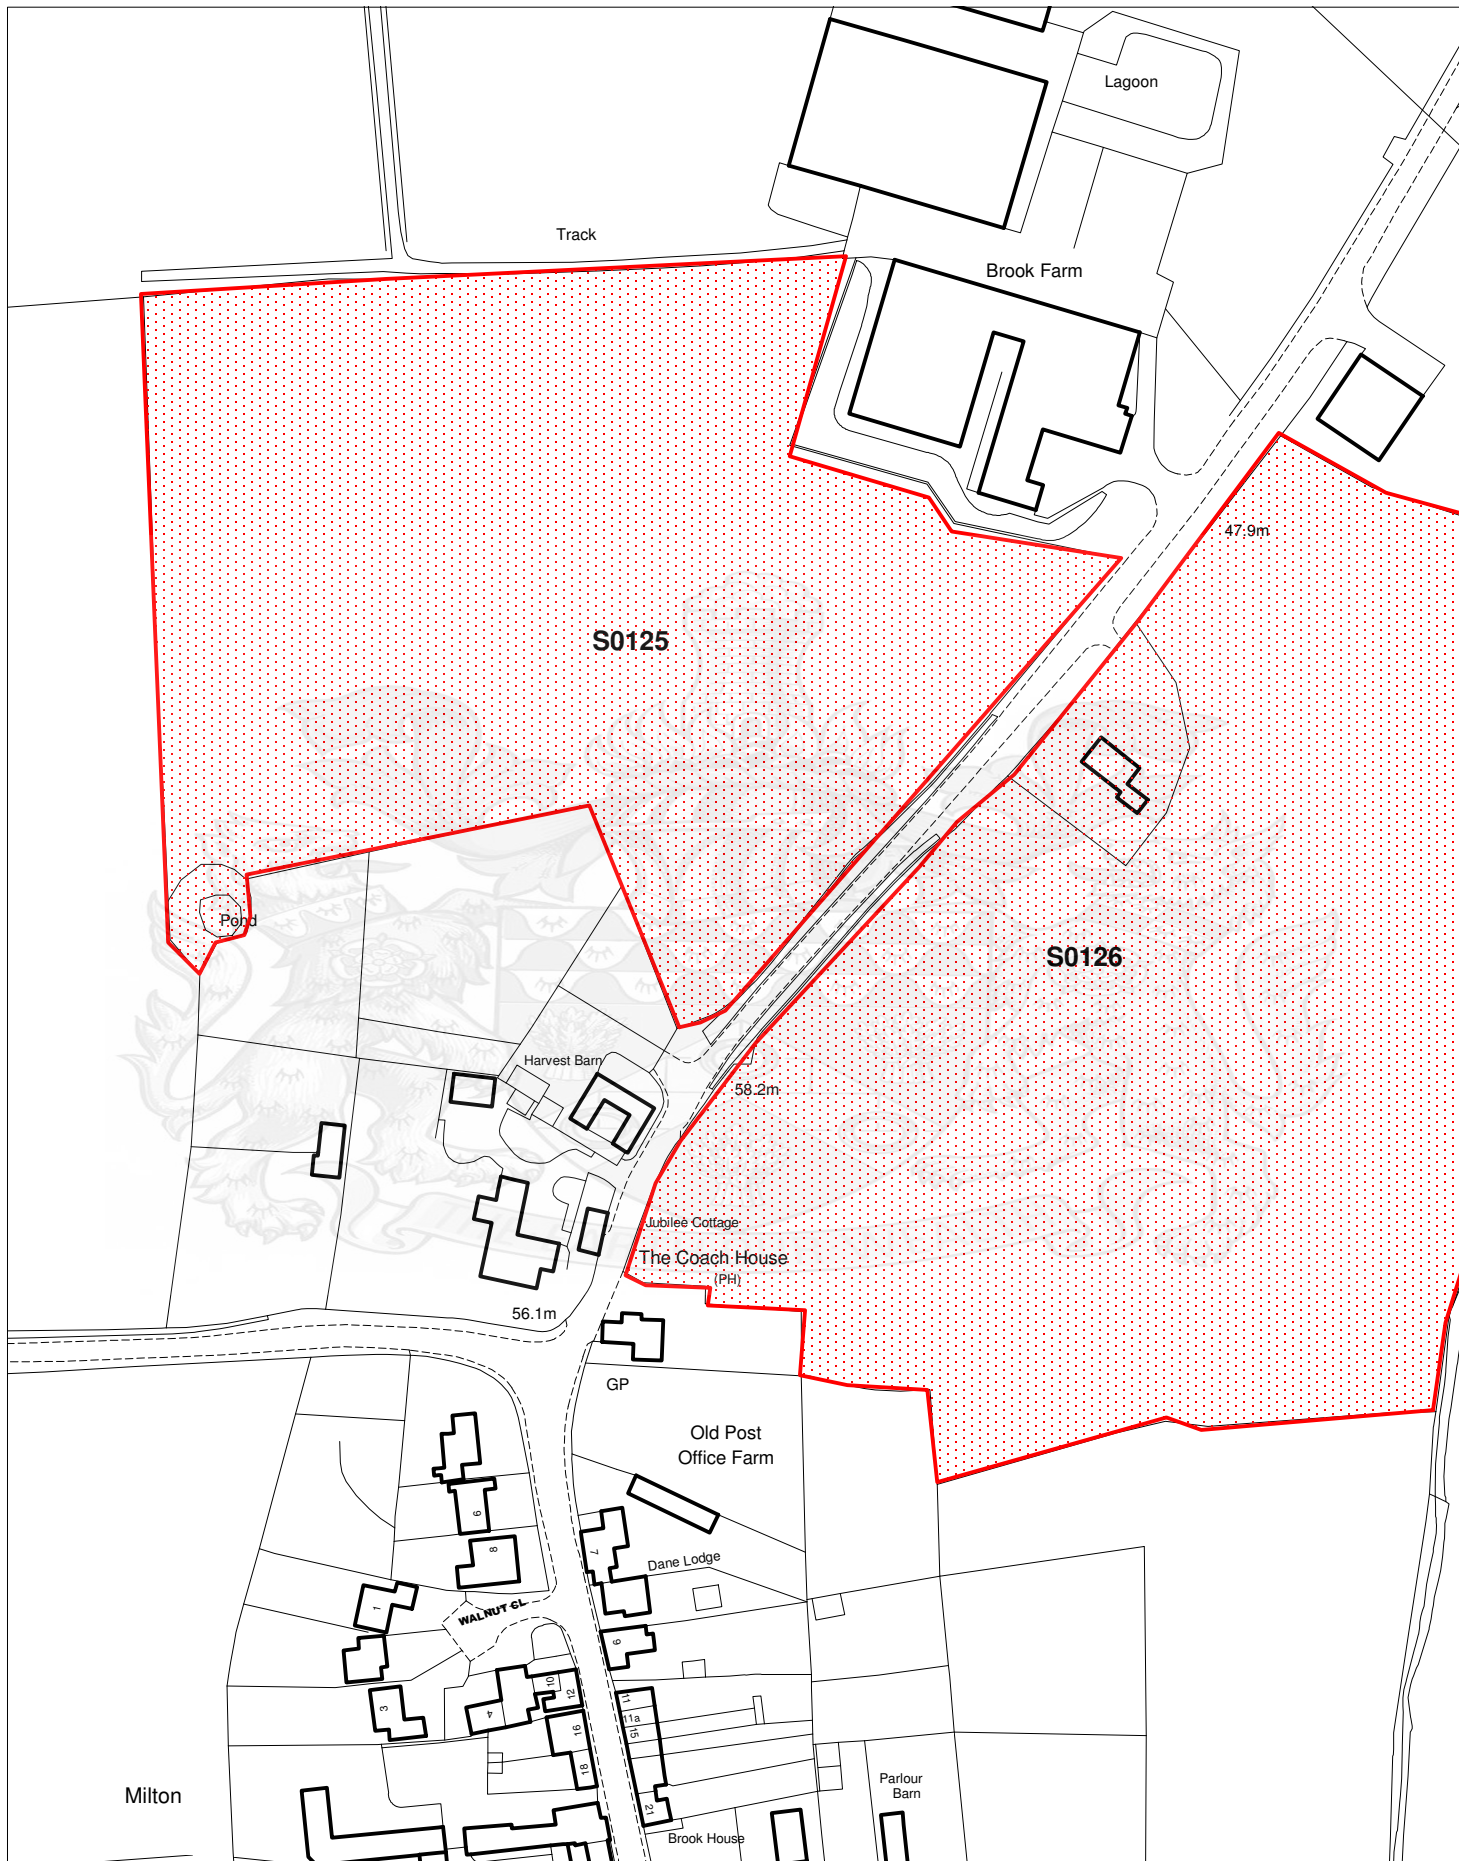 Lagoon
Track
Brook Farm
47.9m
S0125
Pond
S0126
Harvest Barn
58.2m
Jubilee Cottage
The Coach House
(PH)
56.1m
GP
Old Post
Office Farm
6
8
7
Dane Lodge
1
WALNUT CL
9
3
4
10
12
11
11a
15
16
18
21
Milton
Parlour
Barn
Brook House